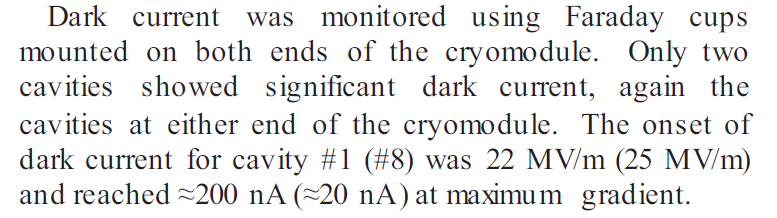 Dark current was monitored using Faraday cups
mounted on both ends of the cryomodule. Only two
cavities showed significant dark current, again the
cavities at either end of the cryomodule. The onset of
dark current for cavity #1 (#8) was 22 MV/m (25 MV/m)
and reached ≈200 nA (≈20 nA) at maximum gradient.